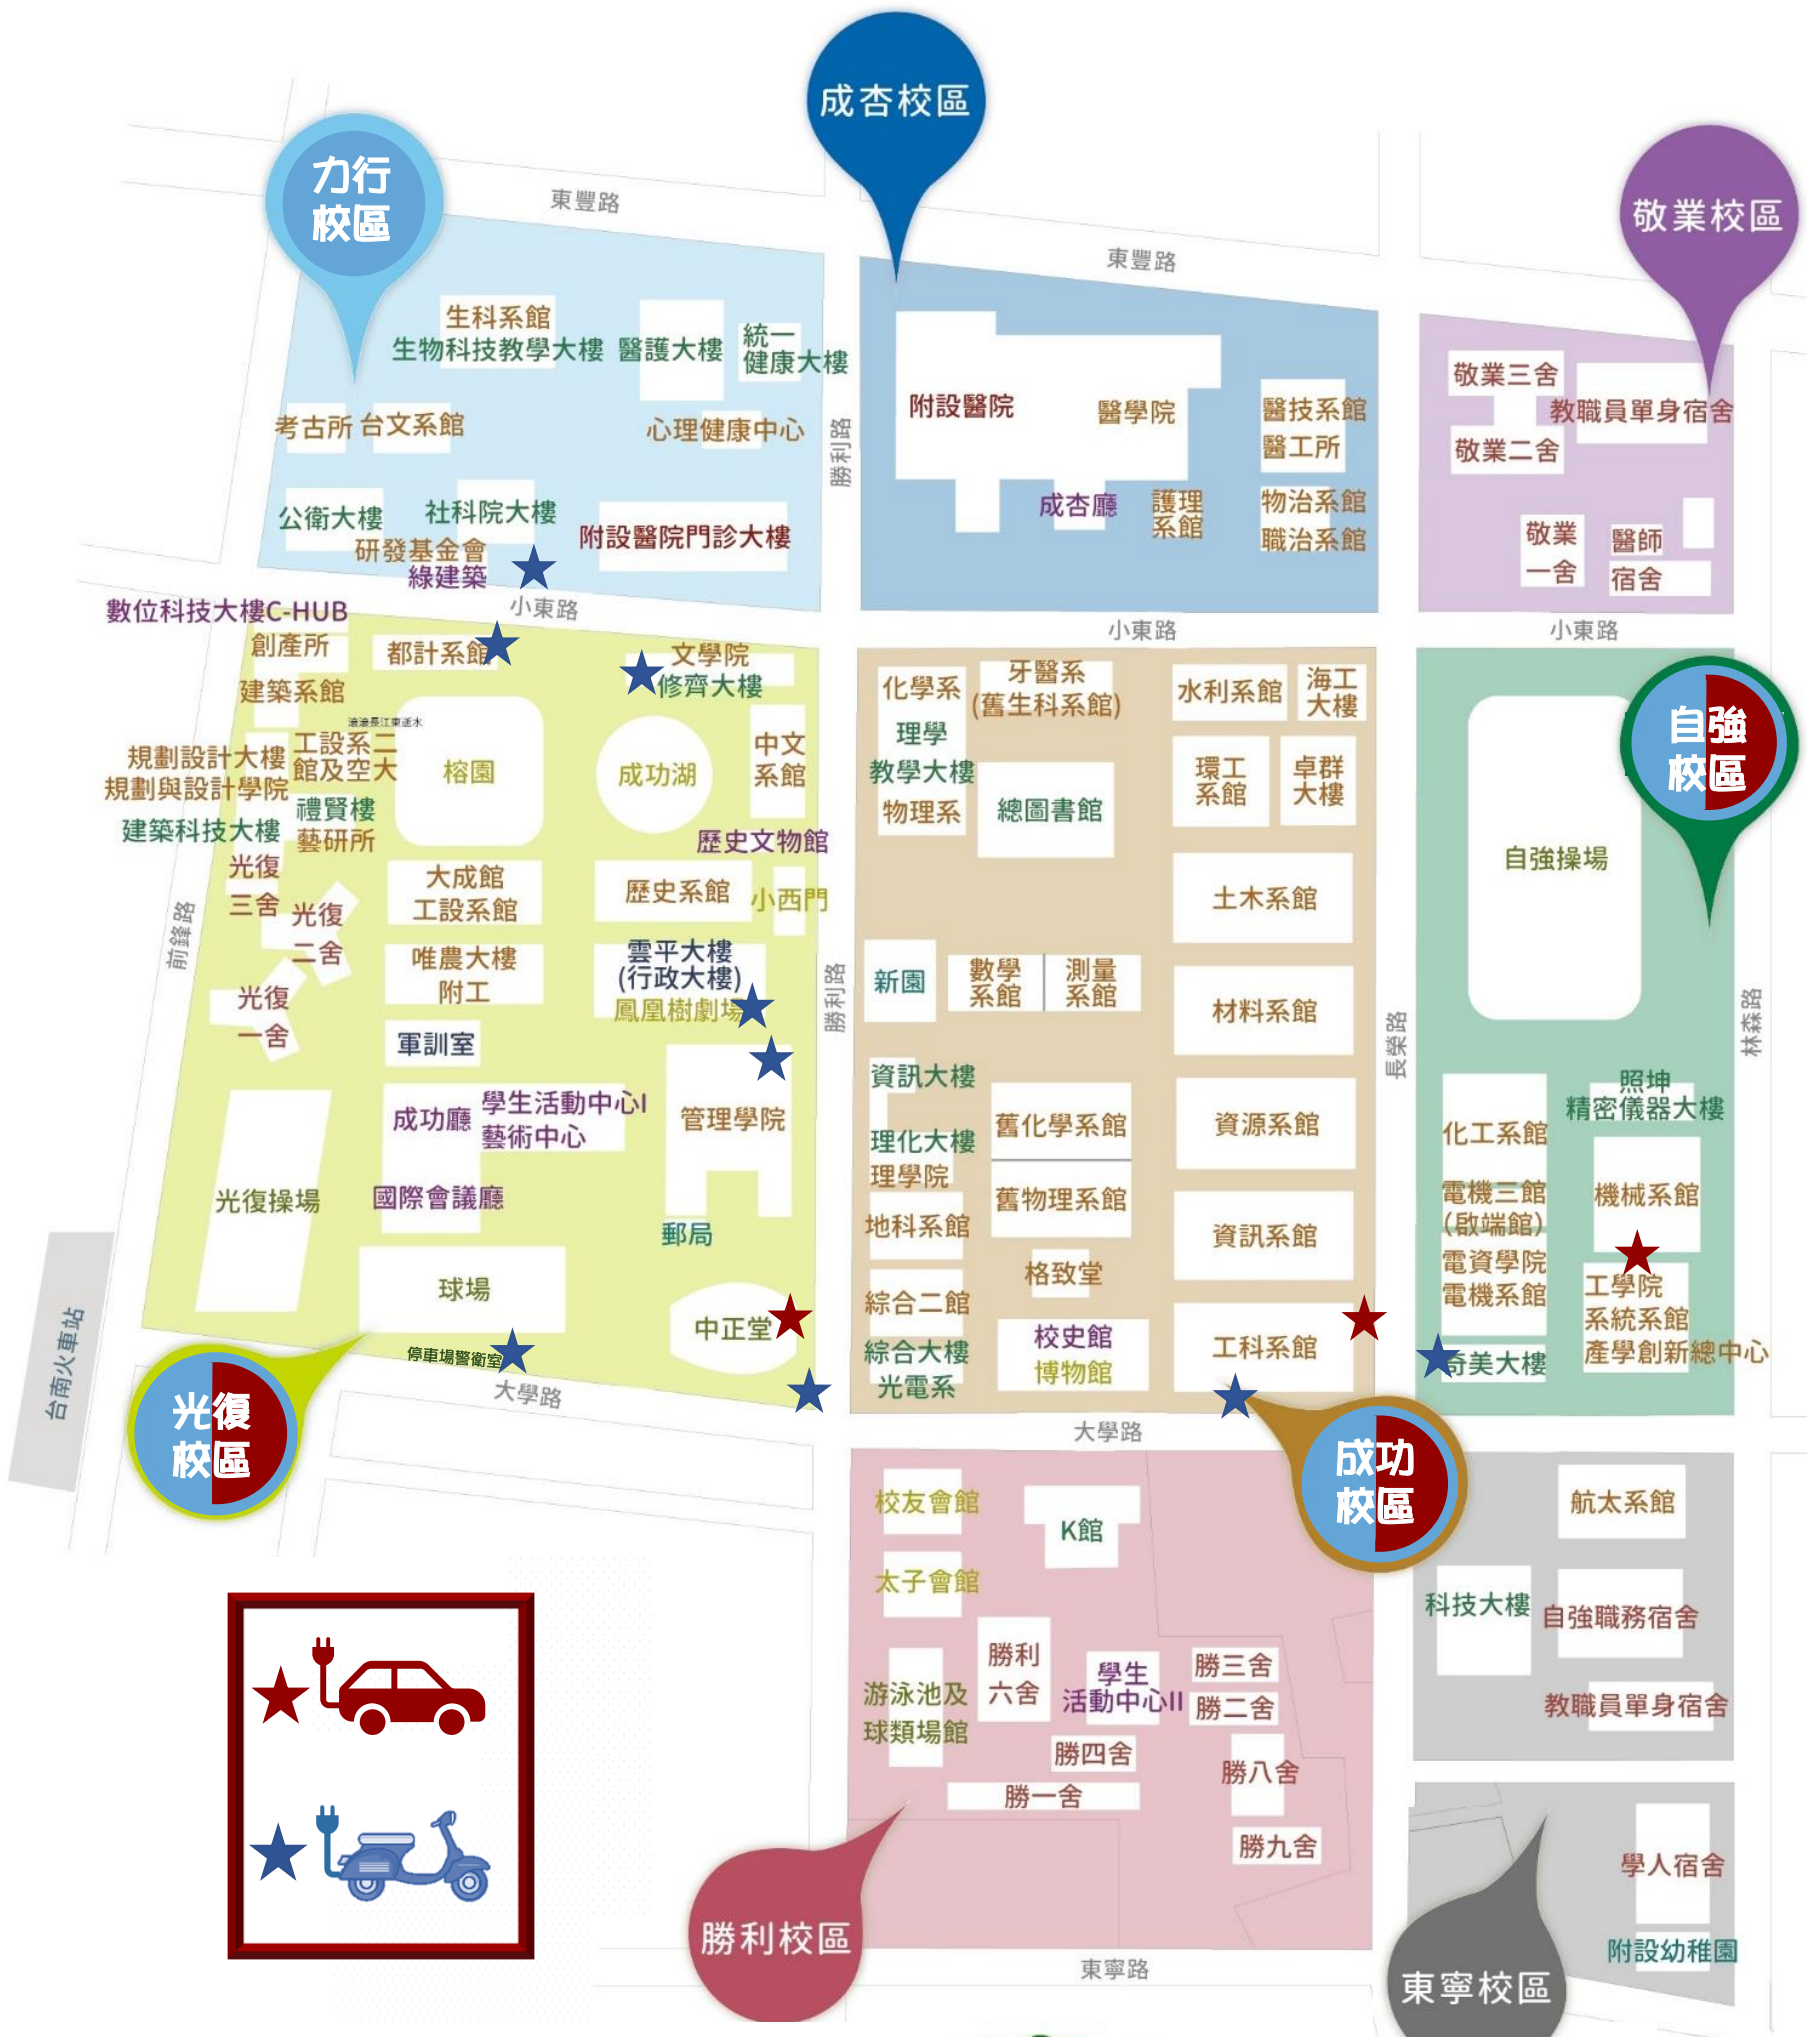 成杏校區
力行
校區
敬業校區
東豐路
東豐路
生科系館
生物科技教學大樓
醫護大樓
統一
健康大樓
考古所
台文系館
心理健康中心
公衛大樓
社科院大樓
研發基金會
綠建築
附設醫院門診大樓
勝利路
附設醫院
醫學院
醫技系館
醫工所
成杏廳
護理
系館
物治系館
職治系館
敬業三舍
教職員單身宿舍
敬業二舍
敬業
一舍
醫師
宿舍
小東路
小東路
小東路
數位科技大樓C-HUB
創產所
都計系館
文學院
修齊大樓
建築系館
滾滾長江東逝水
工設系二
館及空大
規劃設計大樓
規劃與設計學院
榕園
成功湖
中文
系館
禮賢樓
藝研所
建築科技大樓
歷史文物館
光復
三舍
光復
二舍
大成館
工設系館
歷史系館
小西門
前鋒路
唯農大樓
附工
雲平大樓
(行政大樓)
鳳凰樹劇場
光復
一舍
軍訓室
成功廳
學生活動中心I
藝術中心
管理學院
國際會議廳
光復操場
郵局
球場
中正堂
停車場警衛室
台南火車站
光復
校區
大學路
勝利路
化學系
牙醫系
(舊生科系館)
水利系館
海工
大樓
理學
教學大樓
物理系
總圖書館
環工
系館
卓群
大樓
土木系館
新園
數學
系館
測量
系館
材料系館
資訊大樓
理化大樓
理學院
舊化學系館
資源系館
舊物理系館
地科系館
資訊系館
格致堂
綜合二館
校史館
博物館
工科系館
綜合大樓
光電系
大學路
成功
校區
長榮路
自強
校區
自強操場
林森路
照坤
精密儀器大樓
化工系館
電機三館
(啟端館)
機械系館
電資學院
電機系館
工學院
系統系館
產學創新總中心
奇美大樓
校友會館
K館
太子會館
勝利
六舍
學生
活動中心II
勝三舍
勝二舍
游泳池及
球類場館
勝四舍
勝一舍
勝八舍
勝九舍
勝利校區
東寧路
航太系館
科技大樓
自強職務宿舍
教職員單身宿舍
學人宿舍
附設幼稚園
東寧校區